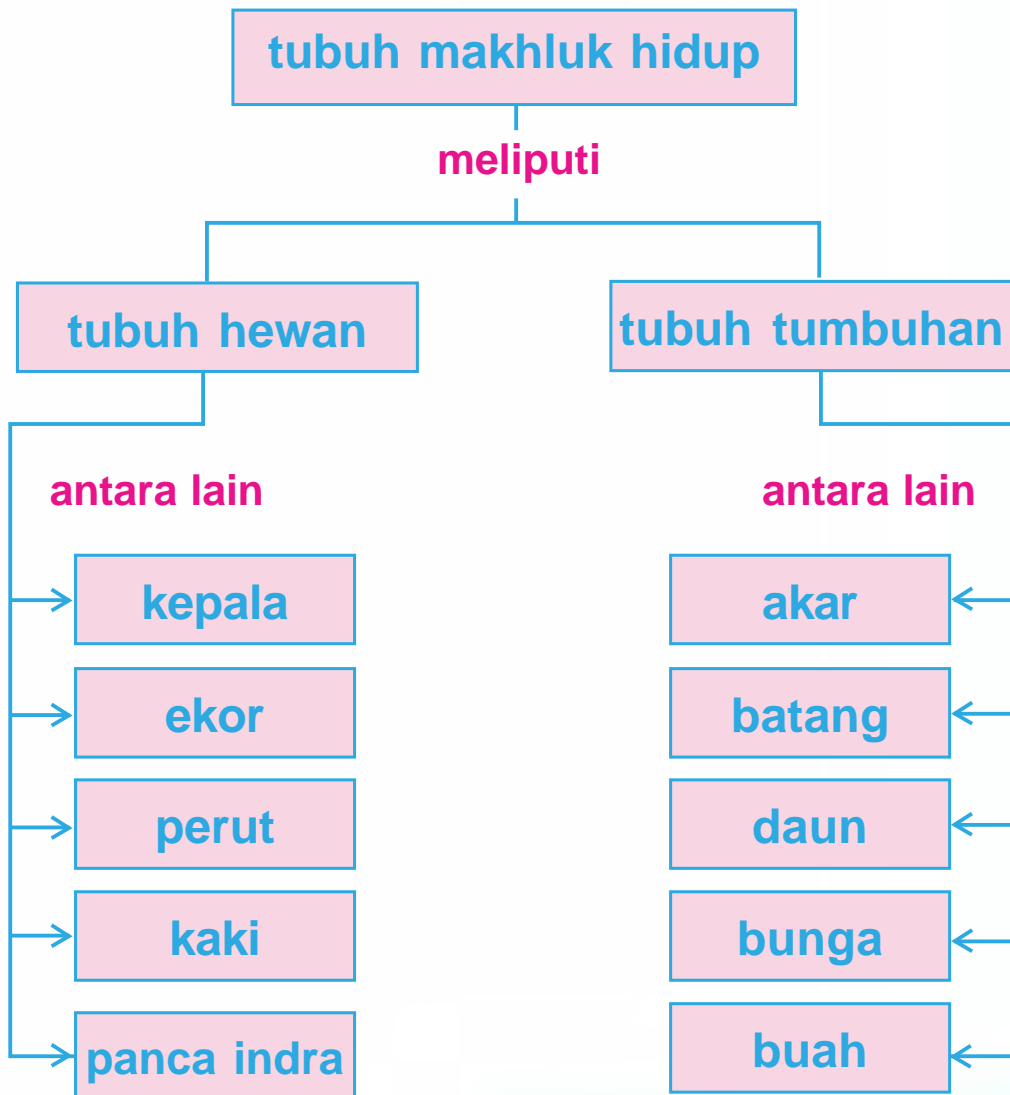 tubuh makhluk hidup
meliputi
tubuh hewan
tubuh tumbuhan
antara lain
kepala
ekor
perut
kaki
panca indra
antara lain
akar
batang
daun
bunga
buah